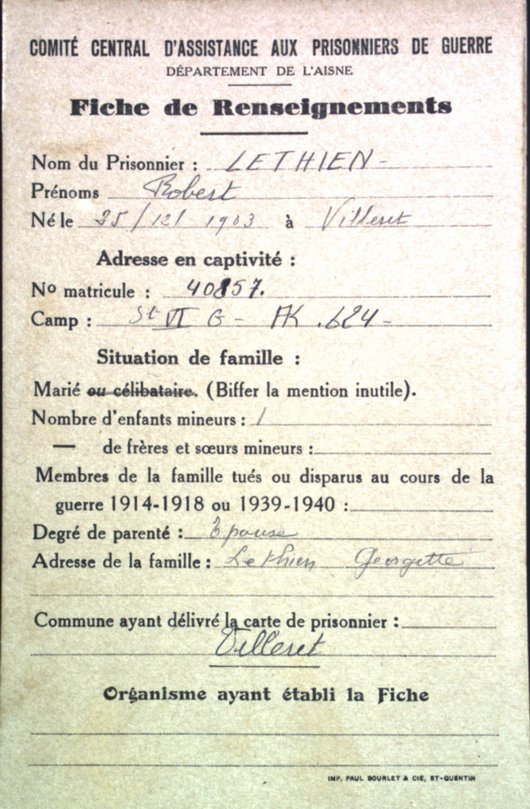 COMITÉ CENTRAL D'ASSISTANCE AUX PRISONNIERS DE GUERRE
DÉPARTEMENT DE L'AISNE
Fiche de Renseignements
Nom du Prisonnier : LETHIEN -
Prénoms Robert
Né le 25/12/1903 à Villeret
Adresse en captivité :
No matricule : 40857.
Camp : St VI G - AK .624 -
Situation de famille :
Marié ou célibataire. (Biffer la mention inutile).
Nombre d'enfants mineurs : 1
— de frères et sœurs mineurs :
Membres de la famille tués ou disparus au cours de la
guerre 1914-1918 ou 1939-1940 :
Degré de parenté : Epouse
Adresse de la famille : Lethien Georgette
Commune ayant délivré la carte de prisonnier :
Villeret
Organisme ayant établi la Fiche
IMP. PAUL BOURLET & CIE, ST-QUENTIN